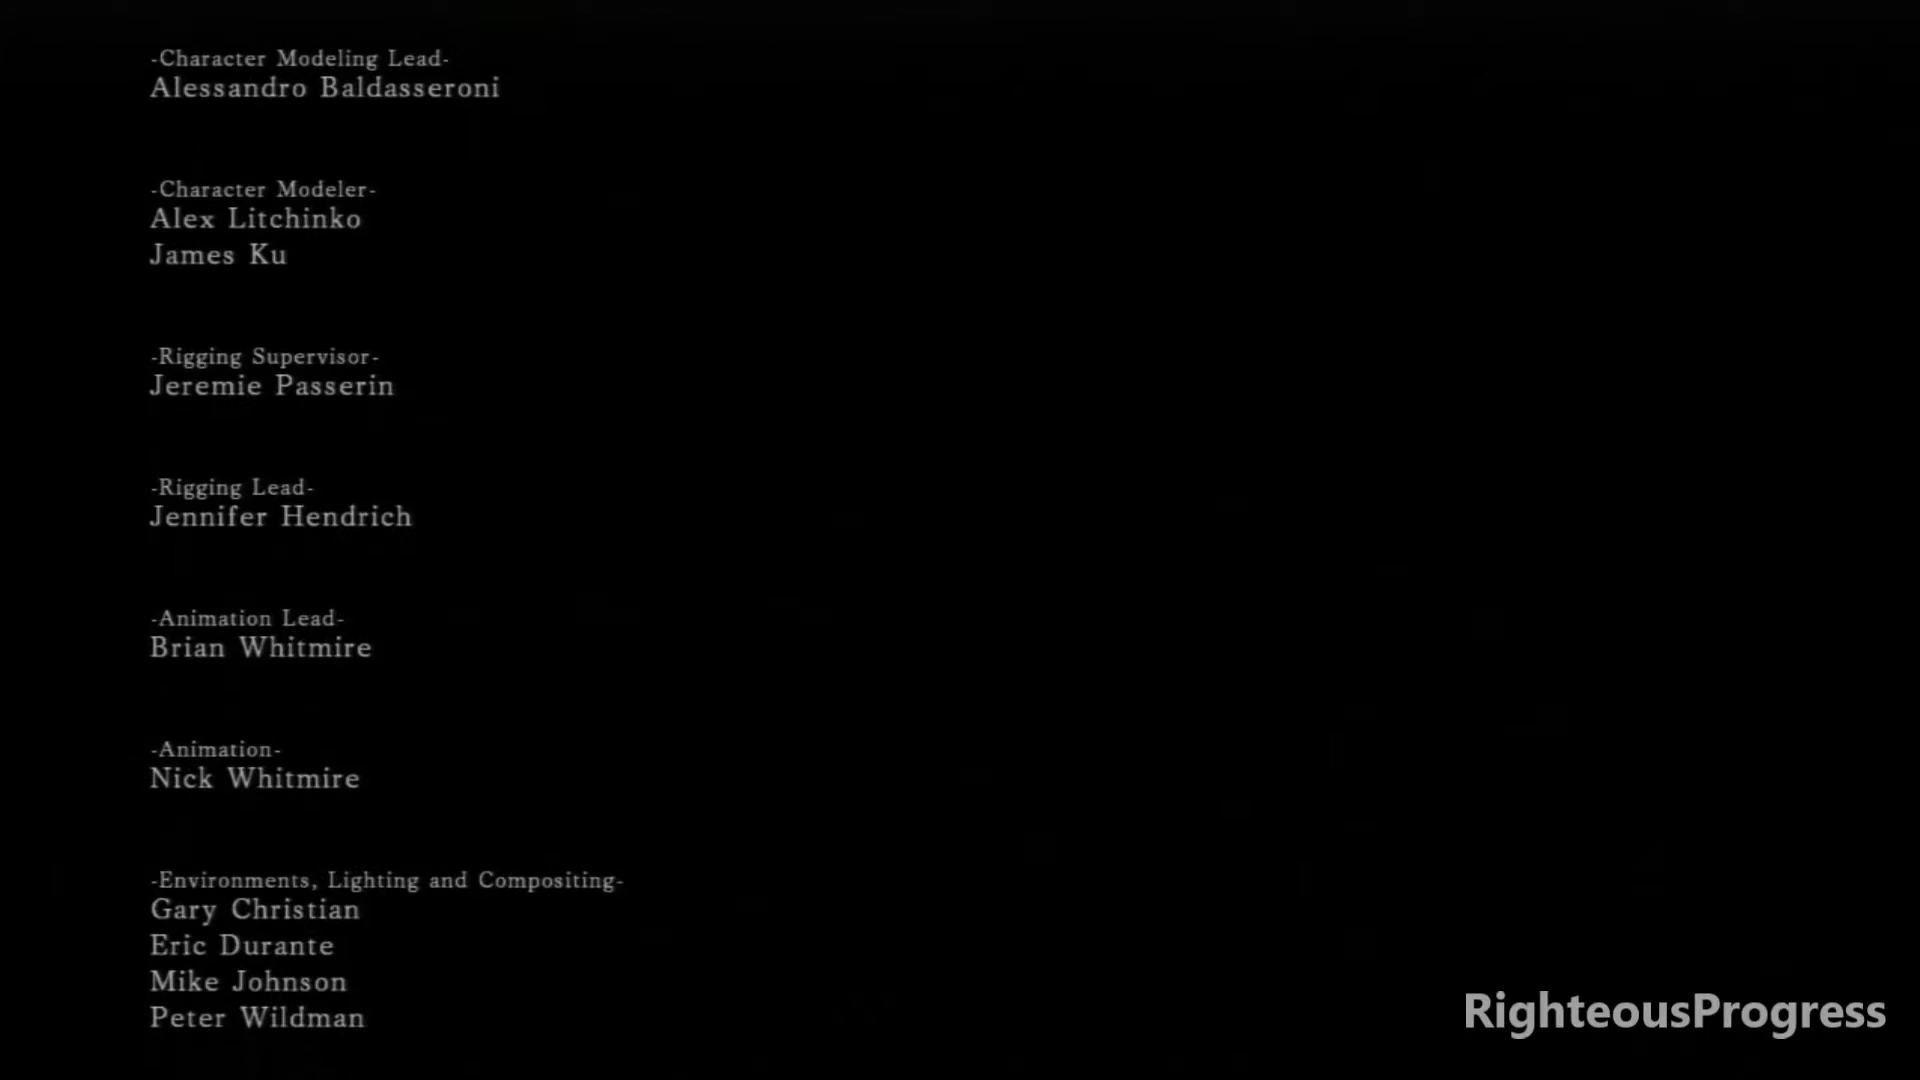 -Character Modeling Lead-
Alessandro Baldasseroni
-Character Modeler-
Alex Litchinko
James Ku
-Rigging Supervisor-
Jeremie Passerin
-Rigging Lead-
Jennifer Hendrich
-Animation Lead-
Brian Whitmire
-Animation-
Nick Whitmire
-Environments, Lighting and Compositing-
Gary Christian
Eric Durante
Mike Johnson
Peter Wildman
RighteousProgress